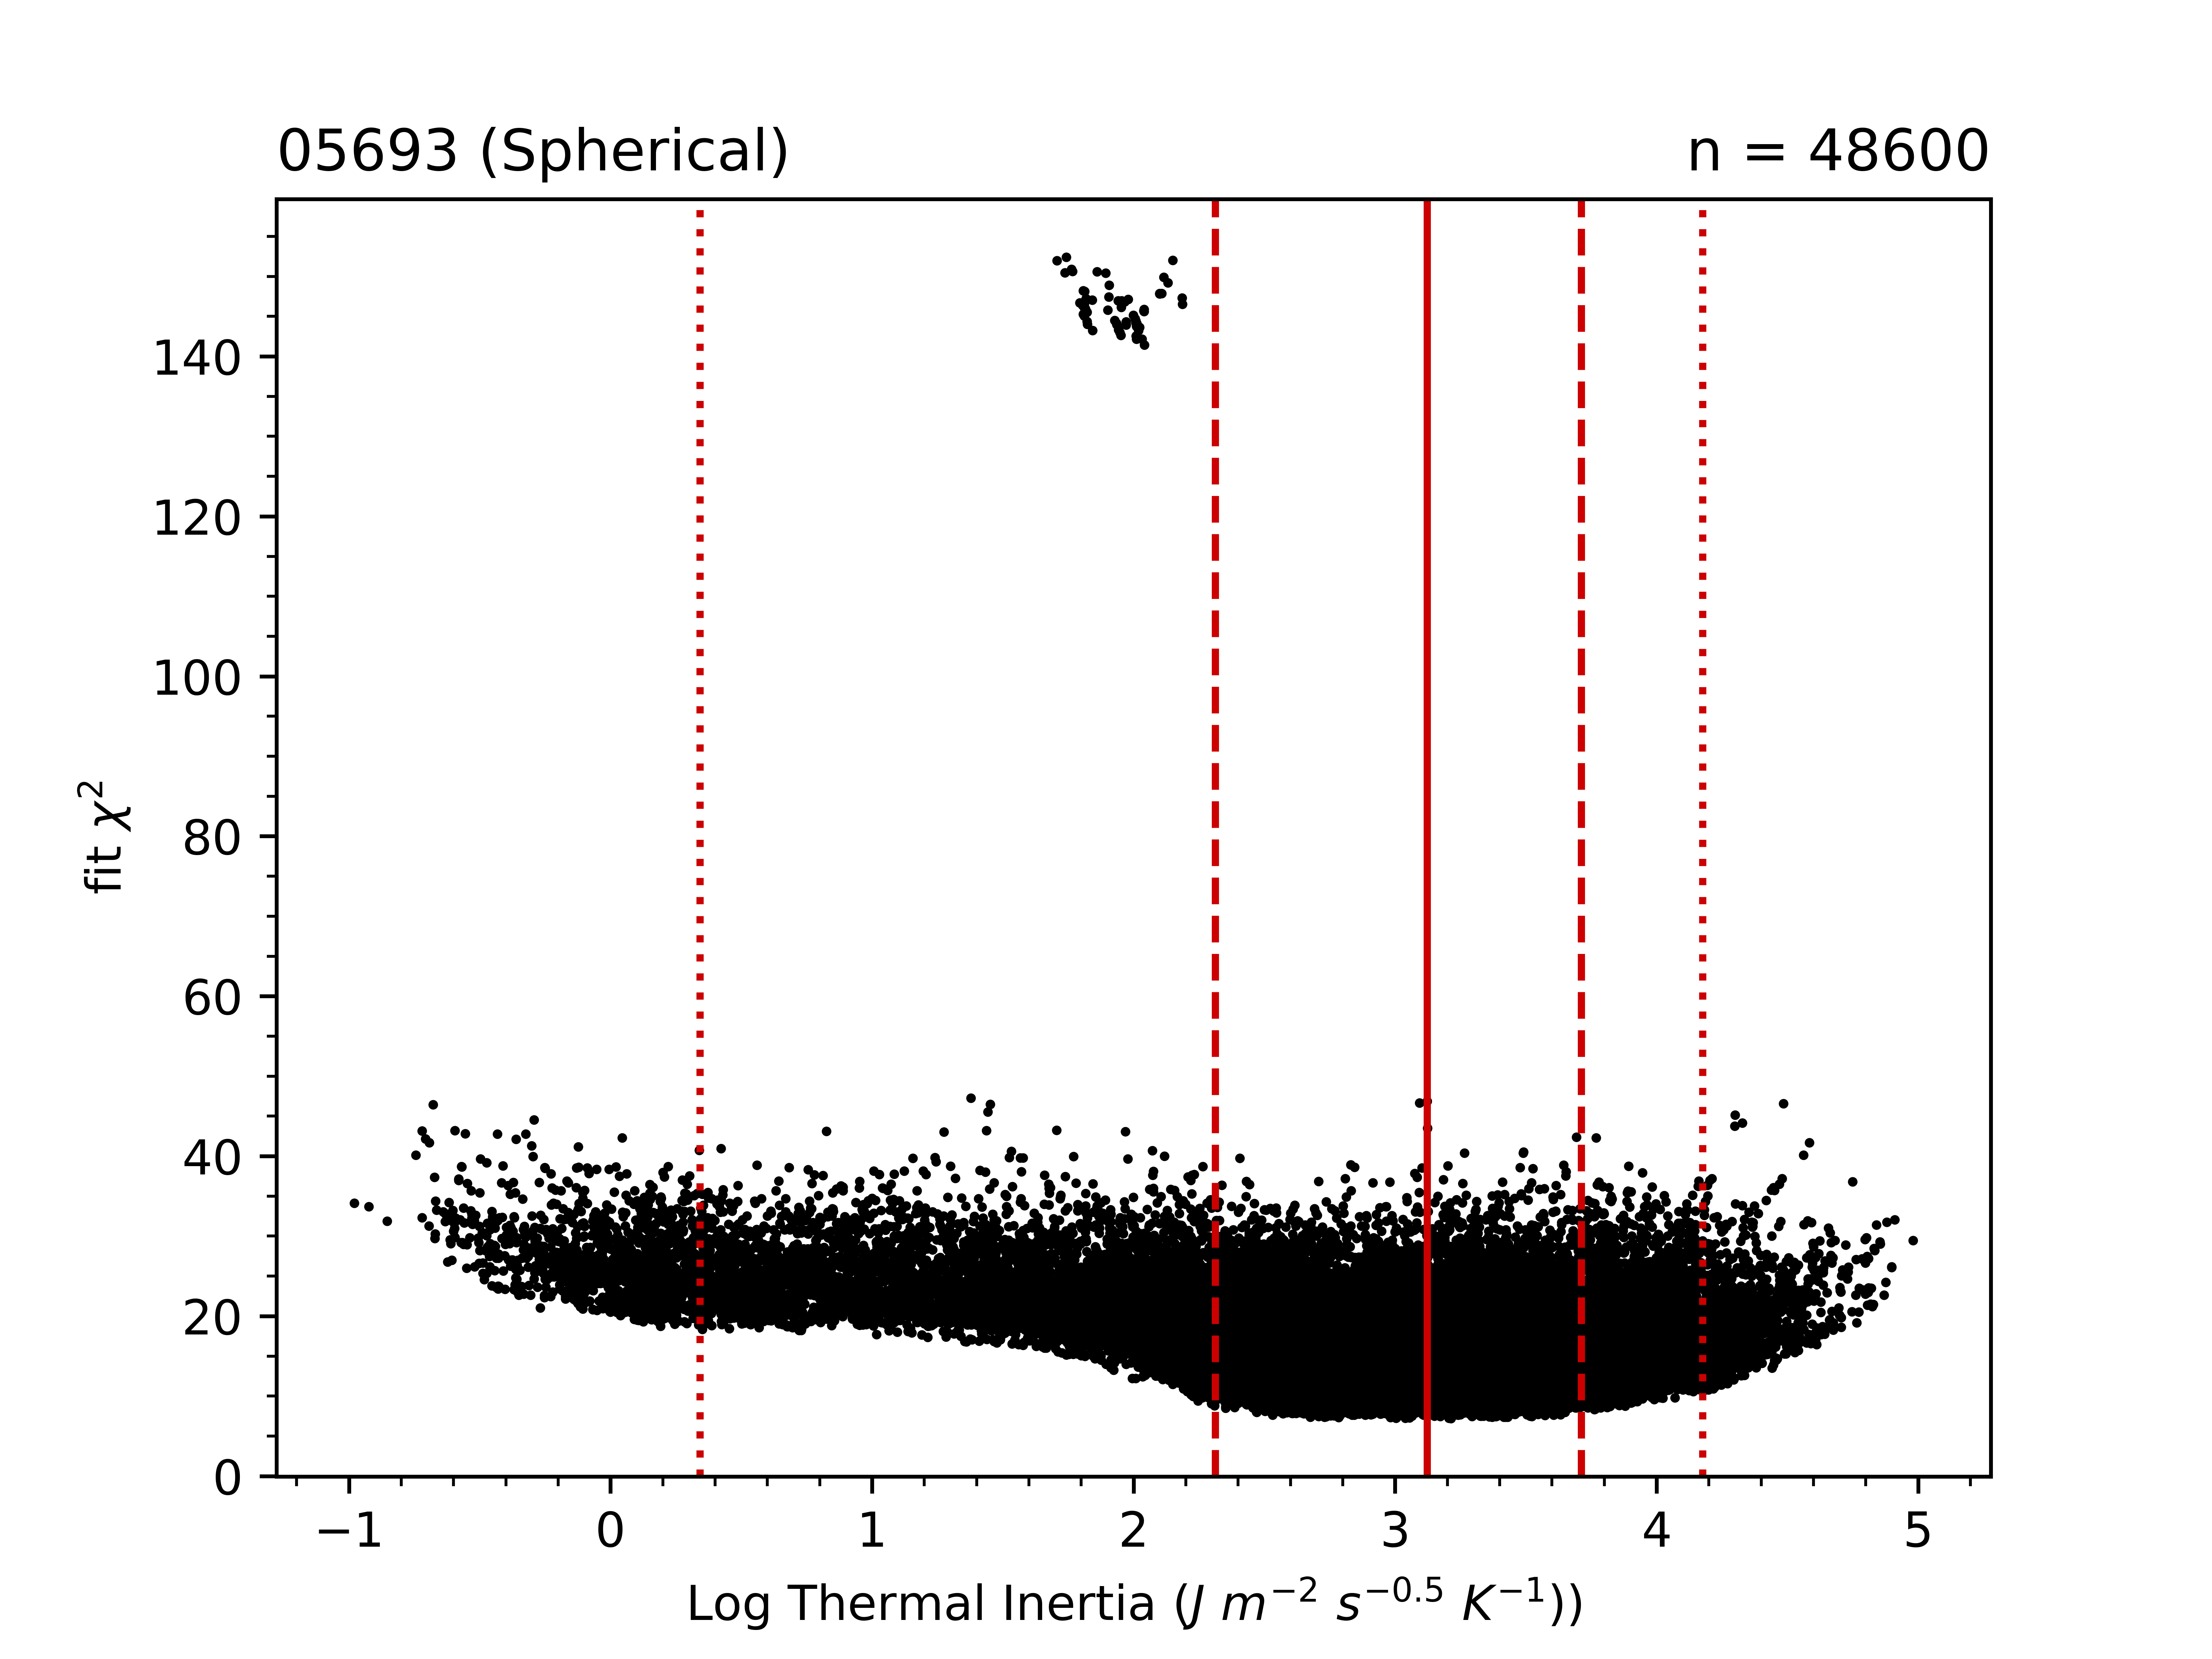 05693 (Spherical)
n = 48600
fit χ²
140
120
100
80
60
40
20
0
−1 0 1 2 3 4 5
Log Thermal Inertia (J m⁻² s⁻⁰·⁵ K⁻¹))